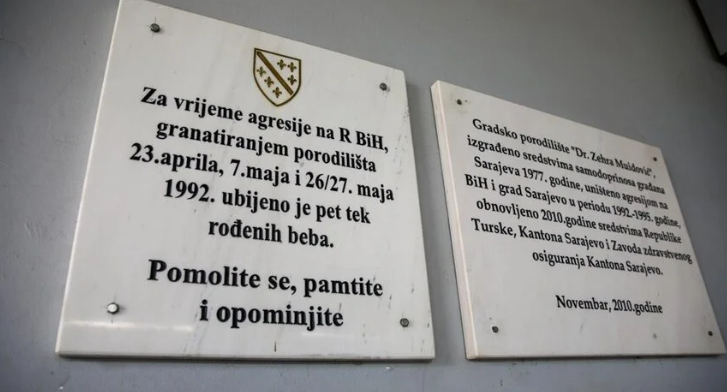 Za vrijeme agresije na R BiH,
granatiranjem porodilišta
23.aprila, 7.maja i 26/27. maja
1992. ubijeno je pet tek
rođenih beba.
Pomolite se, pamtite
i opominjite
Gradsko porodilište "Dr. Zehra Muidović",
izgrađeno sredstvima samodoprinosa građana
Sarajeva 1977. godine, uništeno agresijom na
BiH i grad Sarajevo u periodu 1992-1995. godine,
obnovljeno 2010.godine sredstvima Republike
Turske, Kantona Sarajevo i Zavoda zdravstvenog
osiguranja Kantona Sarajevo.
Novembar, 2010.godine